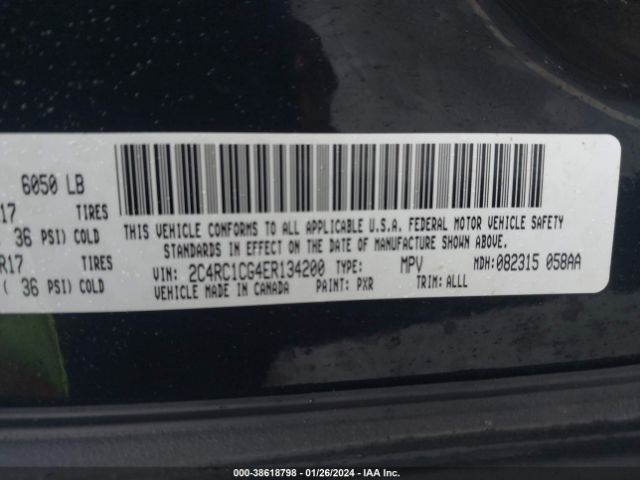 6050 LB
17 TIRES
36 PSI) COLD
R17 TIRES
( 36 PSI) COLD
THIS VEHICLE CONFORMS TO ALL APPLICABLE U.S.A. FEDERAL MOTOR VEHICLE SAFETY
STANDARDS IN EFFECT ON THE DATE OF MANUFACTURE SHOWN ABOVE.
VIN: 2C4RC1CG4ER134200 TYPE: MPV MDH:082315 058AA
VEHICLE MADE IN CANADA PAINT: PXR TRIM: ALLL
000-38618798 - 01/26/2024 - IAA Inc.